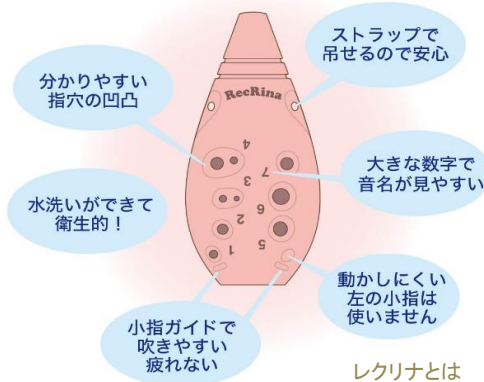 ストラップで
吊せるので安心
分かりやすい
指穴の凹凸
RecRina
4
3
7
大きな数字で
音名が見やすい
水洗いができて
衛生的！
6
2
1
5
動かしにくい
左の小指は
使いません
小指ガイドで
吹きやすい
疲れない
レクリナとは